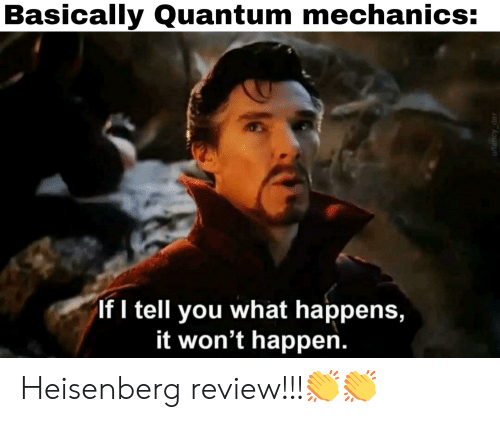 Basically Quantum mechanics:
If I tell you what happens,
it won't happen.
Heisenberg review!!!👏👏